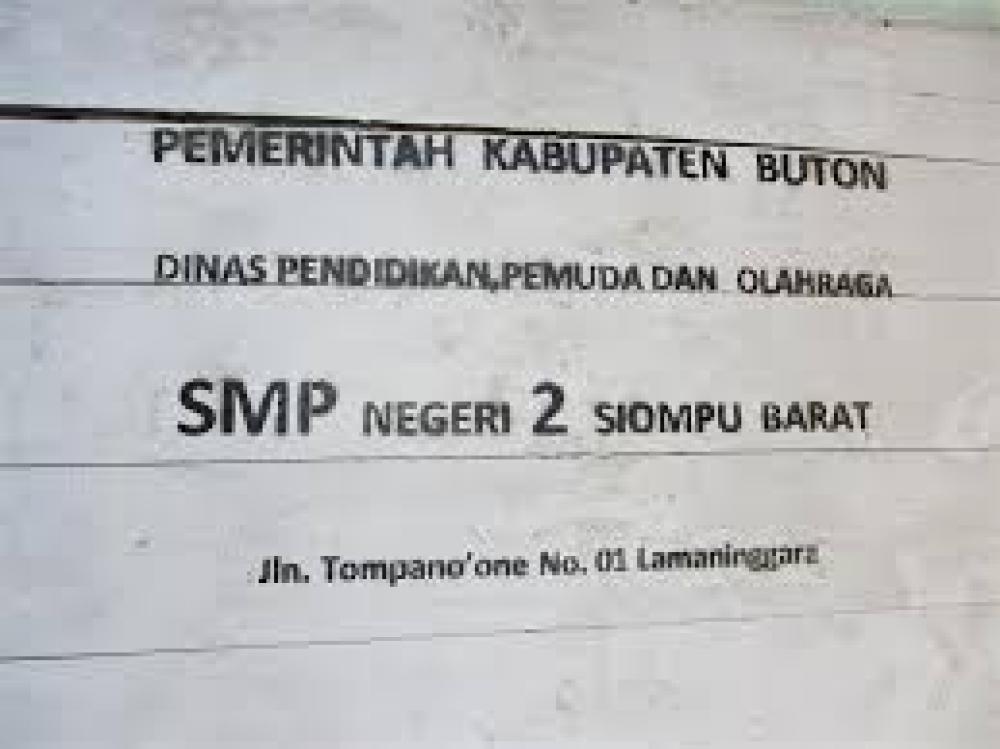 PEMERINTAH KABUPATEN BUTON
DINAS PENDIDIKAN,PEMUDA DAN OLAHRAGA
SMP NEGERI 2 SIOMPU BARAT
Jln. Tompano'one No. 01 Lamaninggara